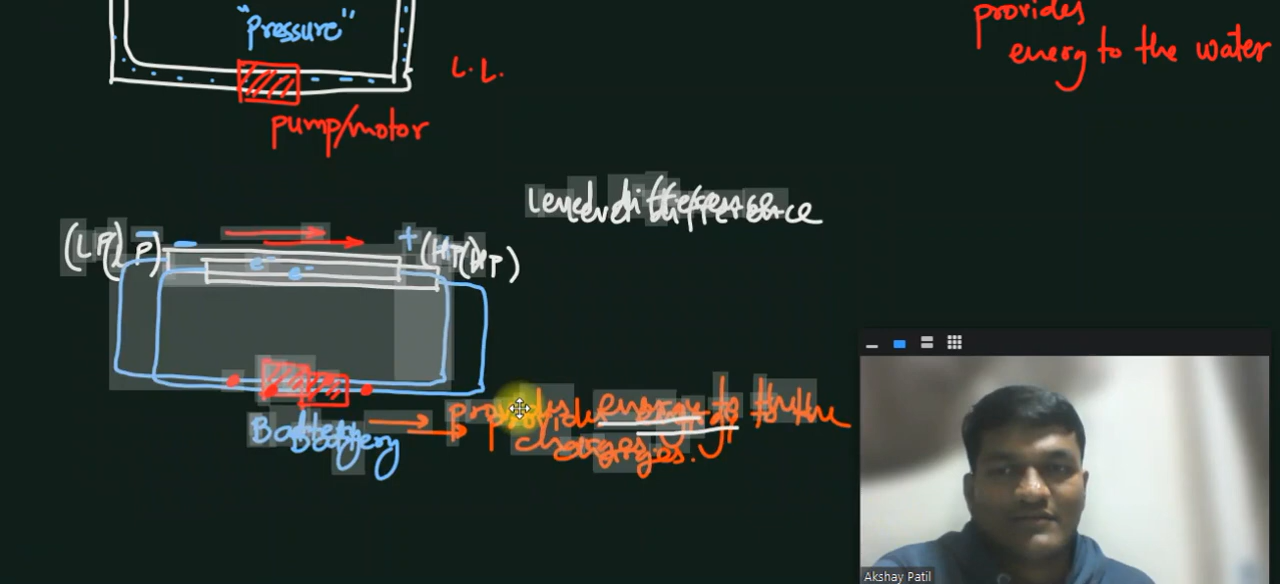 "Pressure"
provides
energ to the water
L.L.
pump/motor
Level difference
- + (HP)
(LP)
e⁻ e⁻
Battery → provides energy to the
charges.
Akshay Patil